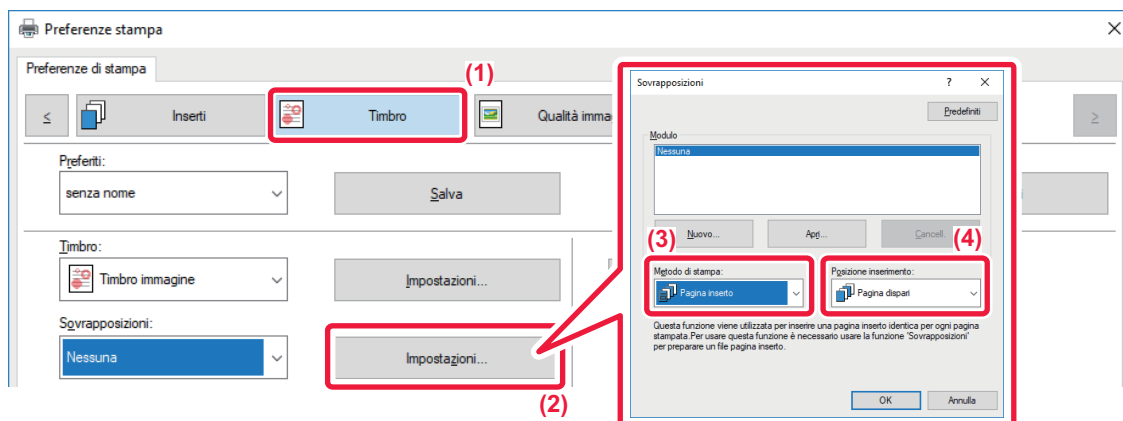 Preferenze stampa
Preferenze di stampa
(1)
<
Inserti
Timbro
Qualità imma
>
Preferiti:
senza nome
Salva
Timbro:
Timbro immagine
Impostazioni...
Sovrapposizioni:
Nessuna
Impostazioni...
(2)
Sovrapposizioni
?
Predefiniti
Modulo
Nessuna
Nuovo...
Apri...
Cancell.
(3)
(4)
Metodo di stampa:
Pagina inserto
Posizione inserimento:
Pagina dispari
Questa funzione viene utilizzata per inserire una pagina inserto identica per ogni pagina
stampata.Per usare questa funzione è necessario usare la funzione 'Sovrapposizioni'
per preparare un file pagina inserto.
OK
Annulla